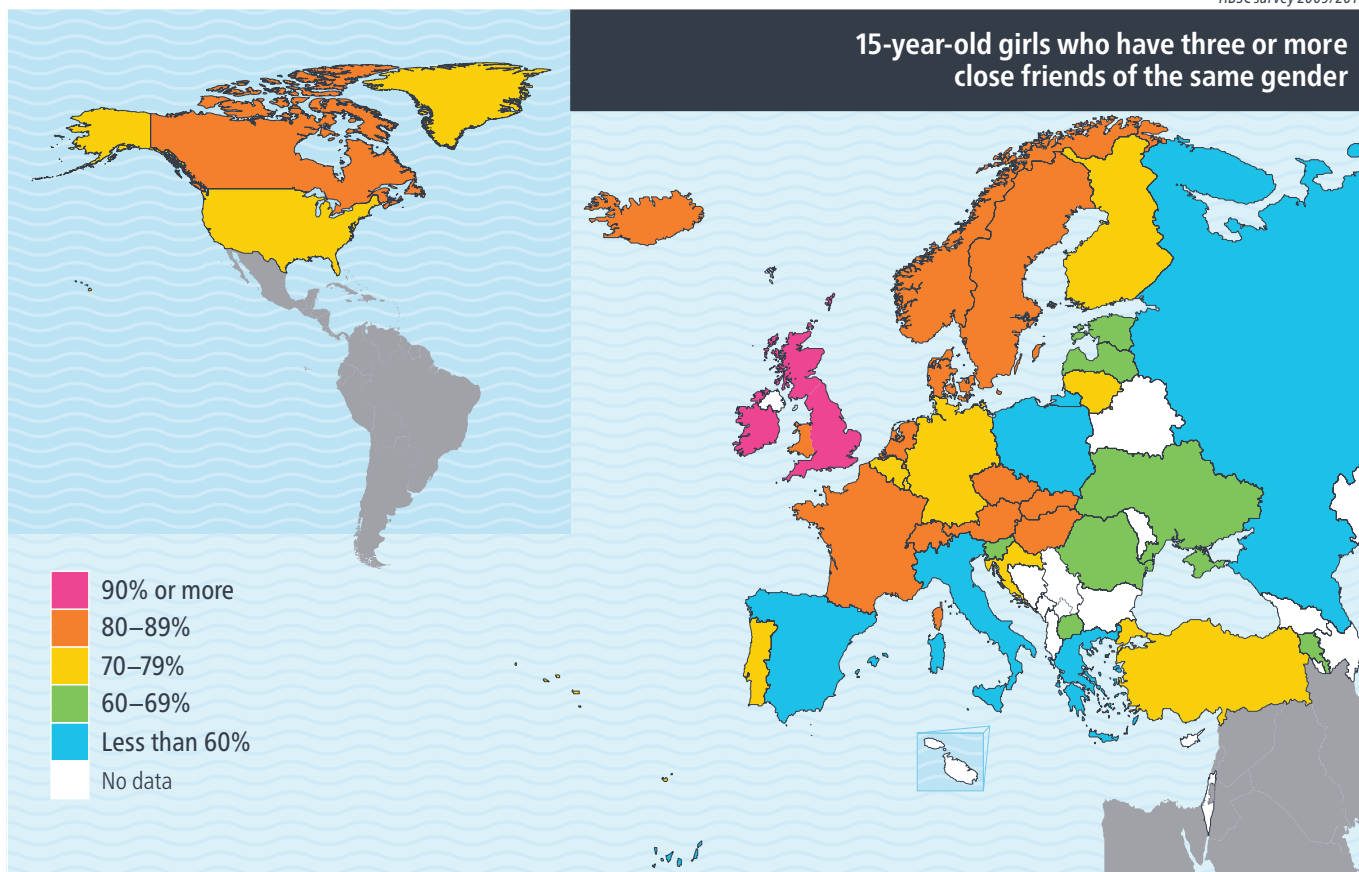 15-year-old girls who have three or more
close friends of the same gender
90% or more
80–89%
70–79%
60–69%
Less than 60%
No data